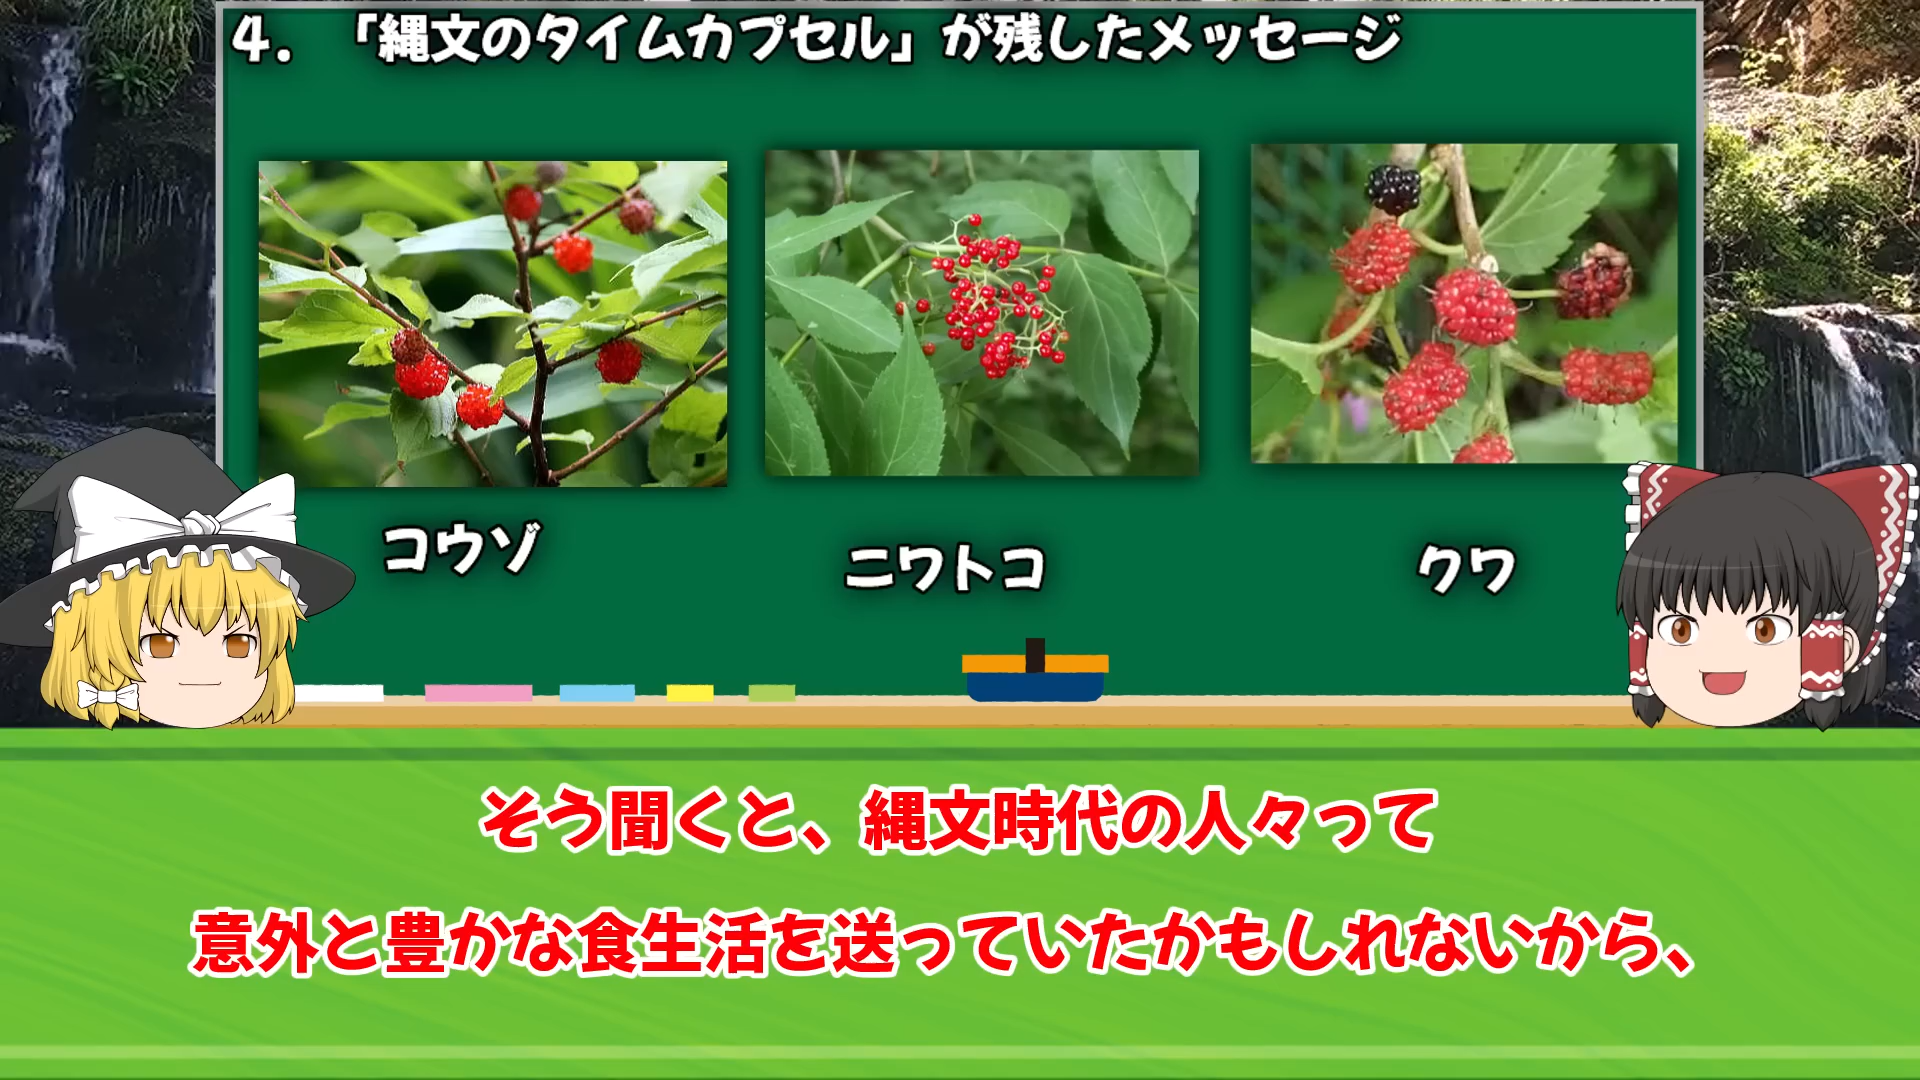 4. 「縄文のタイムカプセル」が残したメッセージ
コウゾ
ニワトコ
クワ
そう聞くと、縄文時代の人々って
意外と豊かな食生活を送っていたかもしれないから、